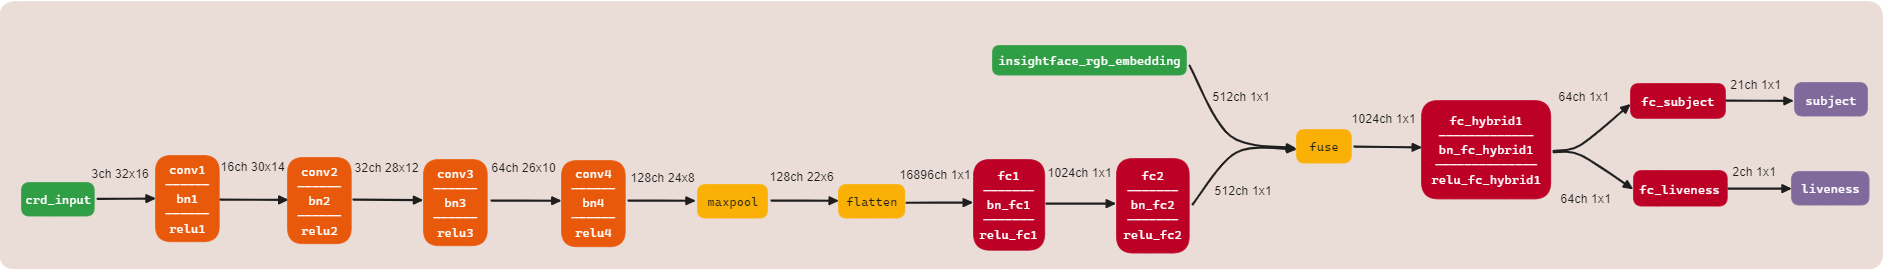 crd_input
3ch 32x16
conv1
bn1
relu1
16ch 30x14
conv2
bn2
relu2
32ch 28x12
conv3
bn3
relu3
64ch 26x10
conv4
bn4
relu4
128ch 24x8
maxpool
128ch 22x6
flatten
16896ch 1x1
fc1
bn_fc1
relu_fc1
1024ch 1x1
fc2
bn_fc2
relu_fc2
insightface_rgb_embedding
512ch 1x1
512ch 1x1
fuse
1024ch 1x1
fc_hybrid1
bn_fc_hybrid1
relu_fc_hybrid1
64ch 1x1
fc_subject
21ch 1x1
subject
64ch 1x1
fc_liveness
2ch 1x1
liveness